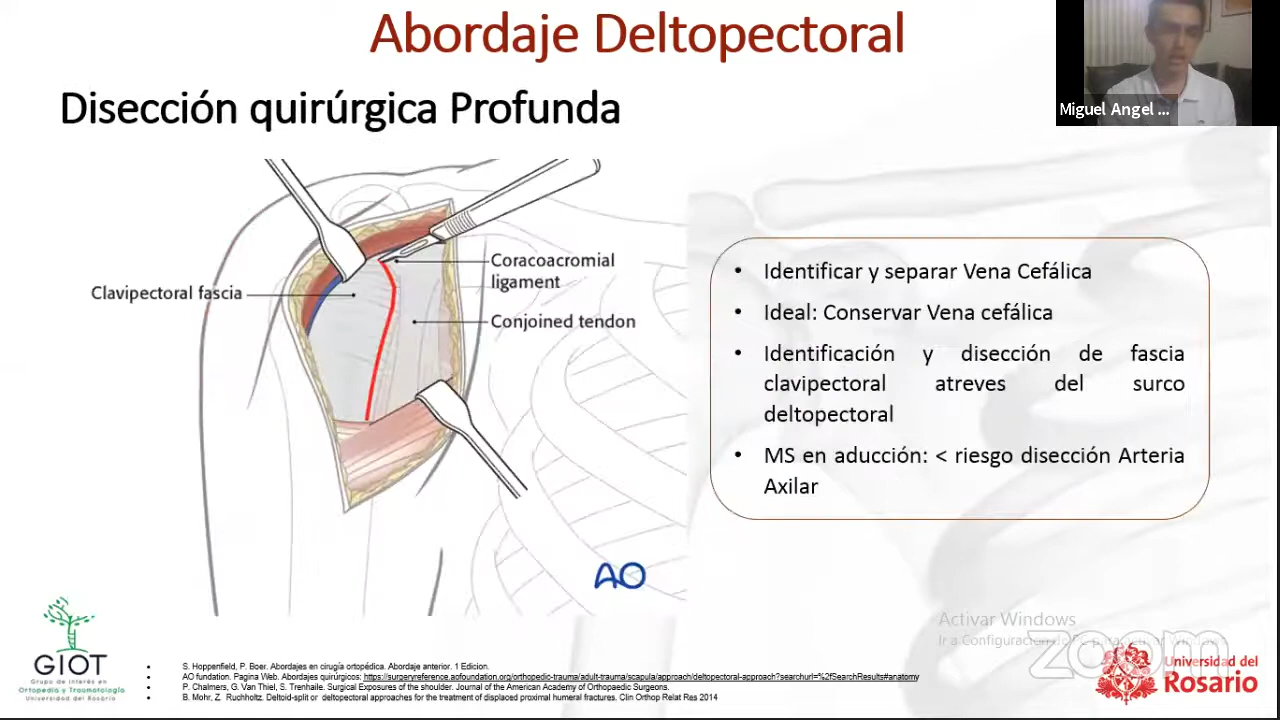 Abordaje Deltopectoral
Disección quirúrgica Profunda
Miguel Angel ...
Clavipectoral fascia
Coracoacromial
ligament
Conjoined tendon
AO
• Identificar y separar Vena Cefálica
• Ideal: Conservar Vena cefálica
• Identificación y disección de fascia
clavipectoral atreves del surco
deltopectoral
• MS en aducción: < riesgo disección Arteria
Axilar
Activar Windows
Ir a Configuración de PC para
zoom
GIOT
Grupo de Interés en
Ortopedia y Traumatología
Universidad del Rosario
• S. Hoppenfield, P. Boer. Abordajes en cirugía ortopédica. Abordaje anterior. 1 Edicion.
AO fundation. Pagina Web. Abordajes quirúrgicos: https://surgeryreference.aofoundation.org/orthopedic-trauma/adult-trauma/scapula/approach/deltopectoral-approach?searchurl=%2fSearchResults#anatomy
• P. Chalmers, G. Van Thiel, S. Trenhaile. Surgical Exposures of the shoulder. Journal of the American Academy of Orthopaedic Surgeons.
• B. Mohr, Z. Ruchholtz. Deltoid-split or deltopectoral approaches for the treatment of displaced proximal humeral fractures. Clin Orthop Relat Res 2014
Universidad del
Rosario